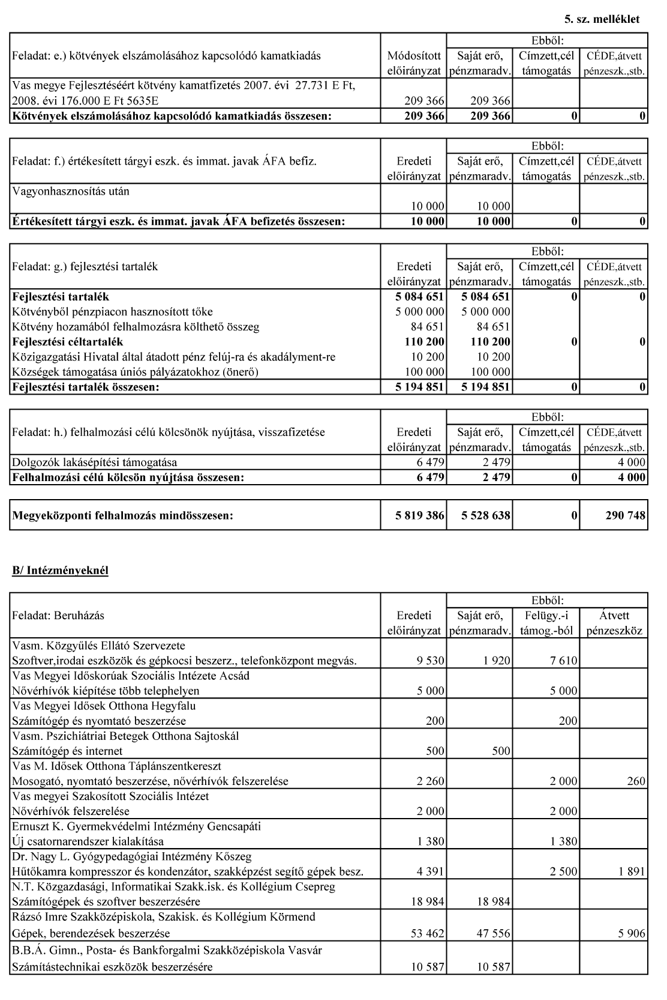 5. sz. melléklet
Ebből:
Feladat: e.) kötvények elszámolásához kapcsolódó kamatkiadás Módosított Saját erő, Címzett,cél CÉDE,átvett
előirányzat pénzmaradv. támogatás pénzeszk.,stb.
Vas megye Fejlesztéséért kötvény kamatfizetés 2007. évi 27.731 E Ft,
2008. évi 176.000 E Ft 5635E 209 366 209 366
Kötvények elszámolásához kapcsolódó kamatkiadás összesen: 209 366 209 366 0 0
Ebből:
Feladat: f.) értékesített tárgyi eszk. és immat. javak ÁFA befiz. Eredeti Saját erő, Címzett,cél CÉDE,átvett
előirányzat pénzmaradv. támogatás pénzeszk.,stb.
Vagyonhasznosítás után
10 000 10 000
Értékesített tárgyi eszk. és immat. javak ÁFA befizetés összesen: 10 000 10 000 0 0
Ebből:
Feladat: g.) fejlesztési tartalék Eredeti Saját erő, Címzett,cél CÉDE,átvett
előirányzat pénzmaradv. támogatás pénzeszk.,stb.
Fejlesztési tartalék 5 084 651 5 084 651 0 0
Kötvényből pénzpiacon hasznosított tőke 5 000 000 5 000 000
Kötvény hozamából felhalmozásra költhető összeg 84 651 84 651
Fejlesztési céltartalék 110 200 110 200 0 0
Közigazgatási Hivatal által átadott pénz felúj-ra és akadályment-re 10 200 10 200
Községek támogatása úniós pályázatokhoz (önerő) 100 000 100 000
Fejlesztési tartalék összesen: 5 194 851 5 194 851 0 0
Ebből:
Feladat: h.) felhalmozási célú kölcsönök nyújtása, visszafizetése Eredeti Saját erő, Címzett,cél CÉDE,átvett
előirányzat pénzmaradv. támogatás pénzeszk.,stb.
Dolgozók lakásépítési támogatása 6 479 2 479 4 000
Felhalmozási célú kölcsön nyújtása összesen: 6 479 2 479 0 4 000
Megyeközponti felhalmozás mindösszesen: 5 819 386 5 528 638 0 290 748
B/ Intézményeknél
Ebből:
Feladat: Beruházás Eredeti Saját erő, Felügy.-i Átvett
előirányzat pénzmaradv. támog.-ból pénzeszköz
Vasm. Közgyűlés Ellátó Szervezete
Szoftver,irodai eszközök és gépkocsi beszerz., telefonközpont megvás. 9 530 1 920 7 610
Vas Megyei Időskorúak Szociális Intézete Acsád
Nővérhívók kiépítése több telephelyen 5 000 5 000
Vas Megyei Idősek Otthona Hegyfalu
Számítógép és nyomtató beszerzése 200 200
Vasm. Pszichiátriai Betegek Otthona Sajtoskál
Számítógép és internet 500 500
Vas M. Idősek Otthona Táplánszentkereszt
Mosogató, nyomtató beszerzése, nővérhívók felszerelése 2 260 2 000 260
Vas megyei Szakosított Szociális Intézet
Nővérhívók felszerelése 2 000 2 000
Ernuszt K. Gyermekvédelmi Intézmény Gencsapáti
Új csatornarendszer kialakítása 1 380 1 380
Dr. Nagy L. Gyógypedagógiai Intézmény Kőszeg
Hűtőkamra kompresszor és kondenzátor, szakképzést segítő gépek besz. 4 391 2 500 1 891
N.T. Közgazdasági, Informatikai Szakk.isk. és Kollégium Csepreg
Számítógépek és szoftver beszerzésére 18 984 18 984
Rázsó Imre Szakközépiskola, Szakisk. és Kollégium Körmend
Gépek, berendezések beszerzése 53 462 47 556 5 906
B.B.Á. Gimn., Posta- és Bankforgalmi Szakközépiskola Vasvár
Számítástechnikai eszközök beszerzésére 10 587 10 587